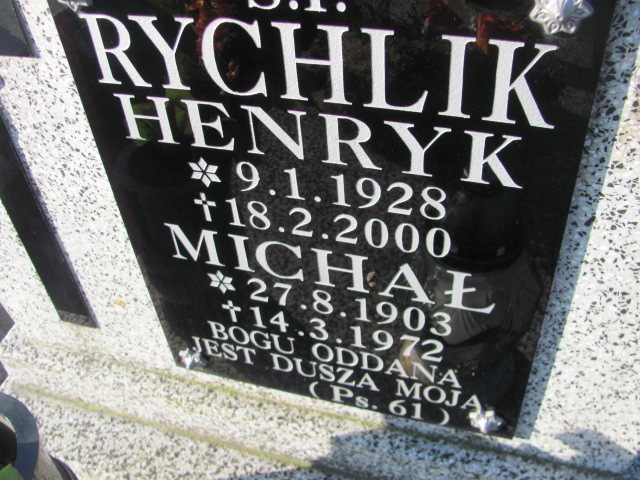 Ś.P.
RYCHLIK
HENRYK
9.1.1928
18.2.2000
MICHAŁ
27.8.1903
14.3.1972
BOGU ODDANA
JEST DUSZA MOJA
(Ps. 61)